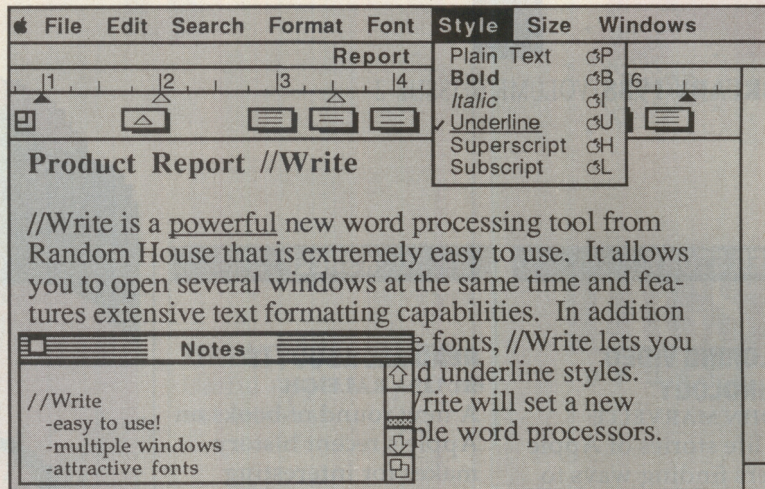 File Edit Search Format Font Style Size Windows
Report
Plain Text P
Bold B
Italic I
✓ Underline U
Superscript H
Subscript L
1 2 3 4 6
Product Report //Write
//Write is a powerful new word processing tool from
Random House that is extremely easy to use. It allows
you to open several windows at the same time and fea-
tures extensive text formatting capabilities. In addition
e fonts, //Write lets you
d underline styles.
Write will set a new
ple word processors.
Notes
//Write
-easy to use!
-multiple windows
-attractive fonts